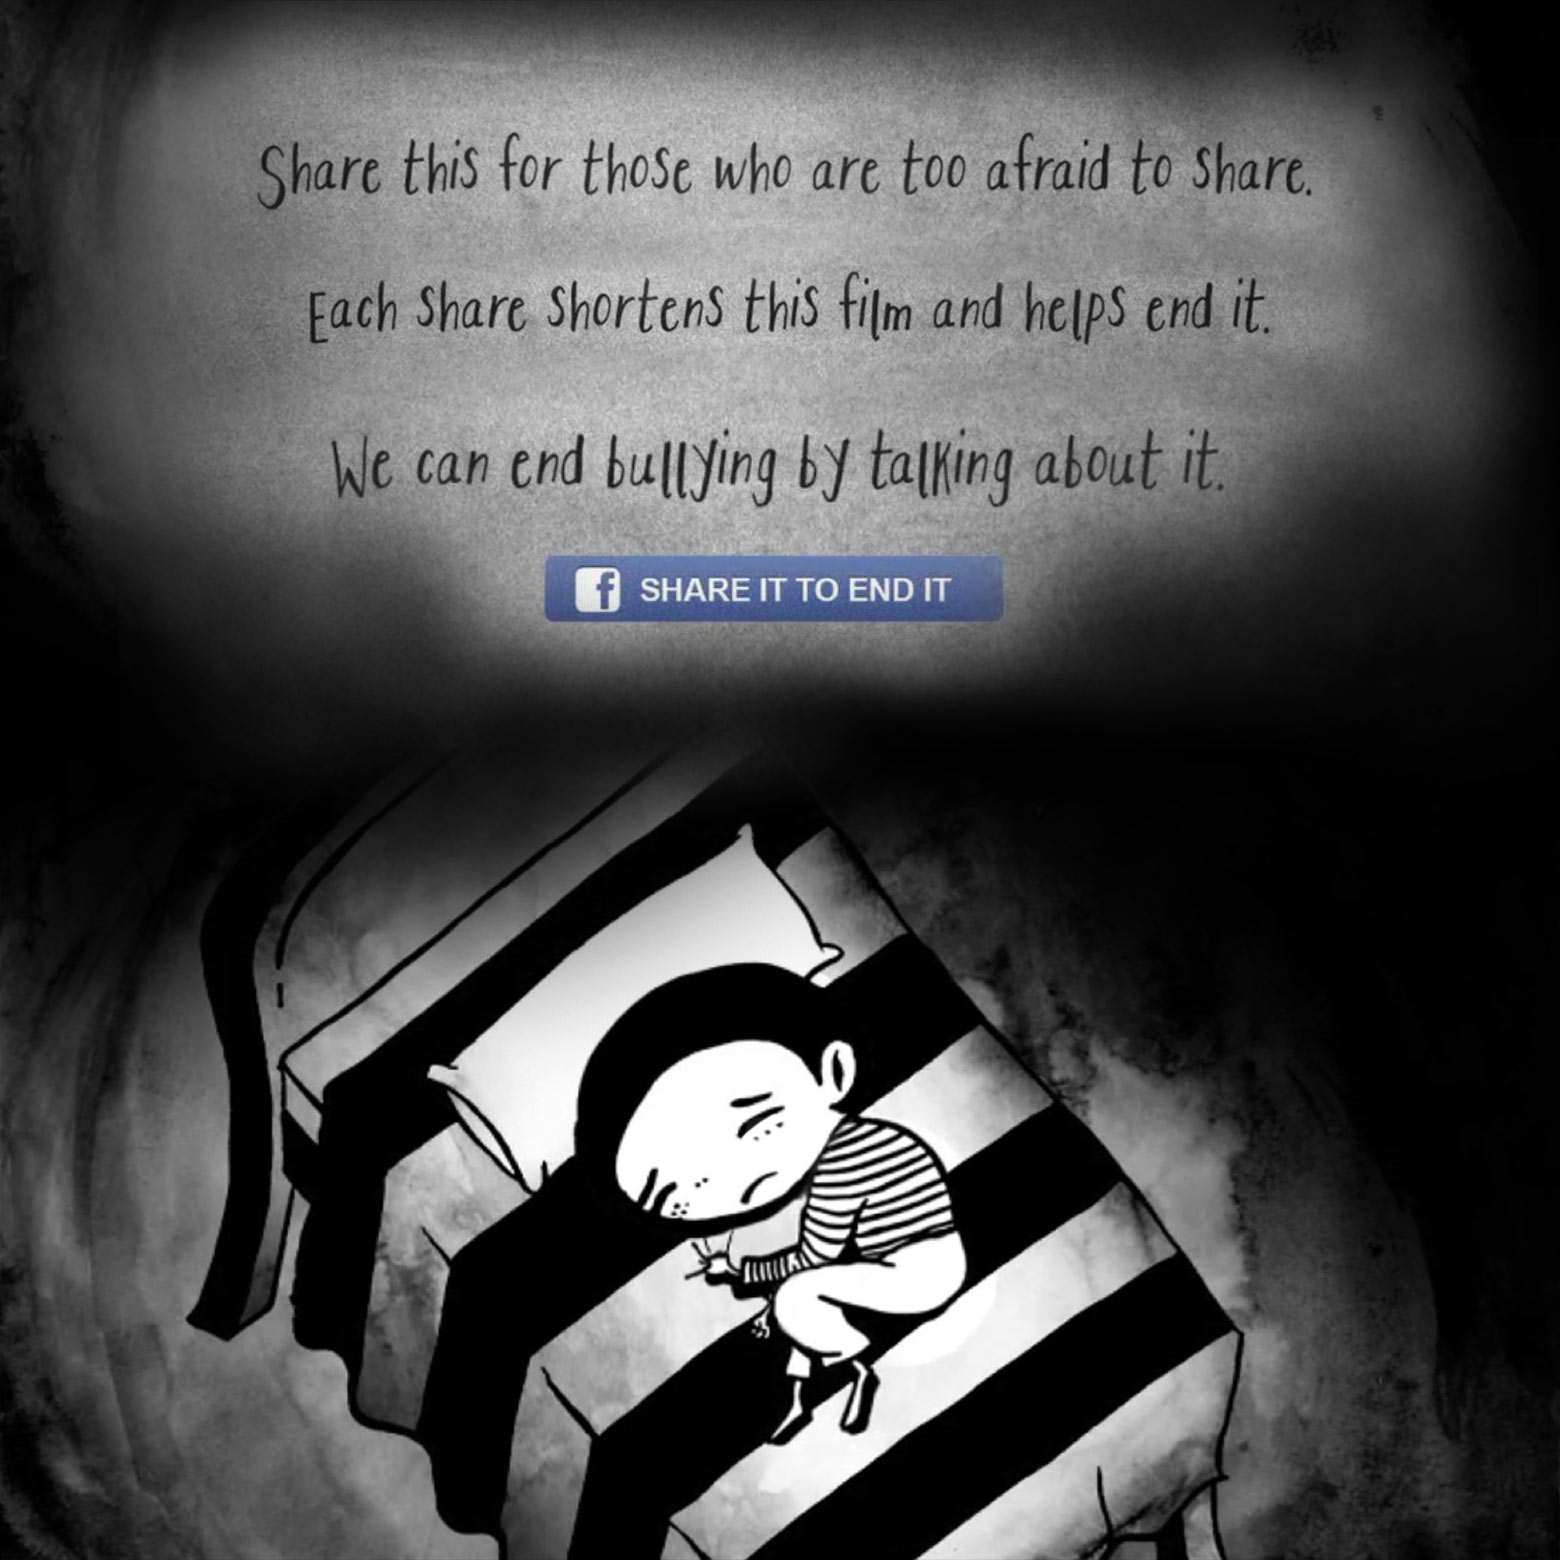 Share this for those who are too afraid to share.
Each share shortens this film and helps end it.
We can end bullying by talking about it.
f SHARE IT TO END IT